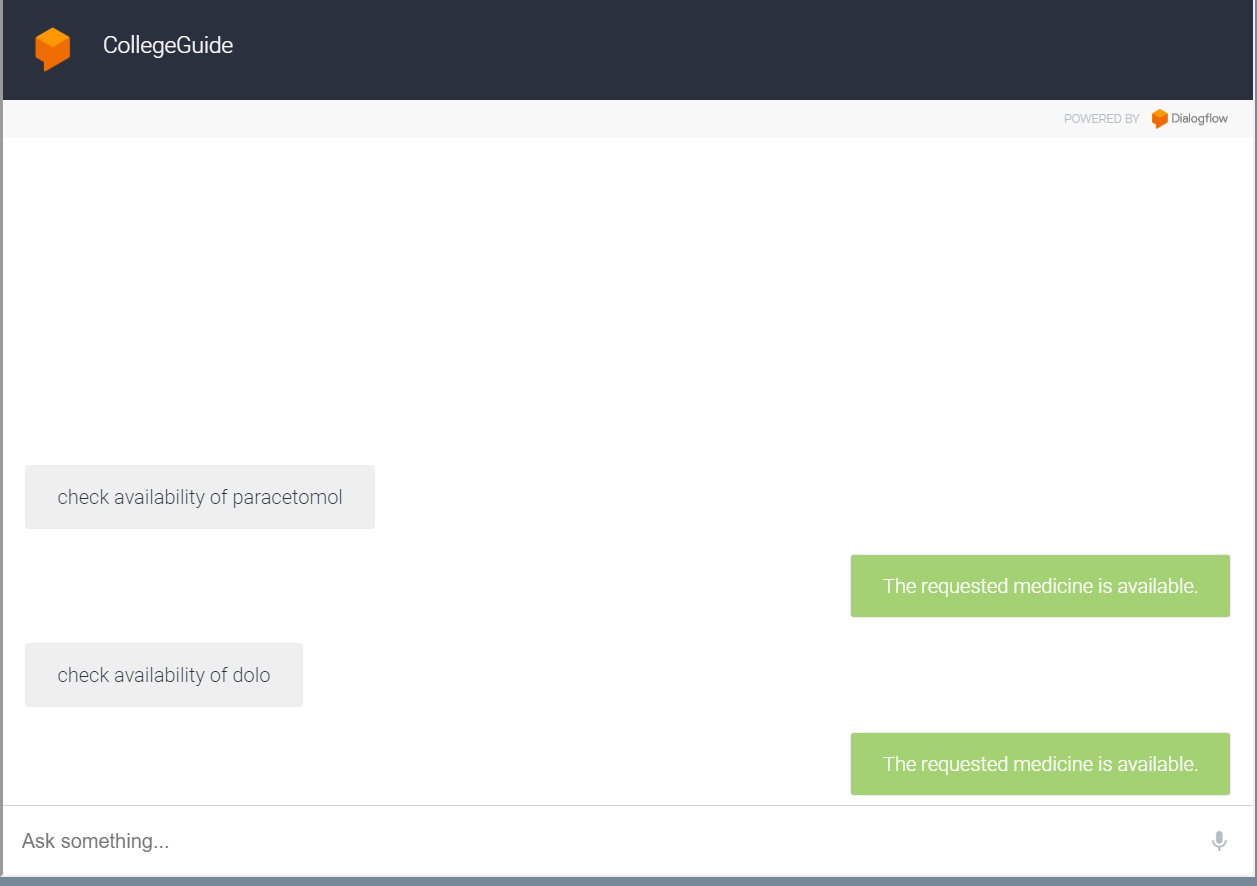 CollegeGuide
POWERED BY Dialogflow
check availability of paracetomol
The requested medicine is available.
check availability of dolo
The requested medicine is available.
Ask something...